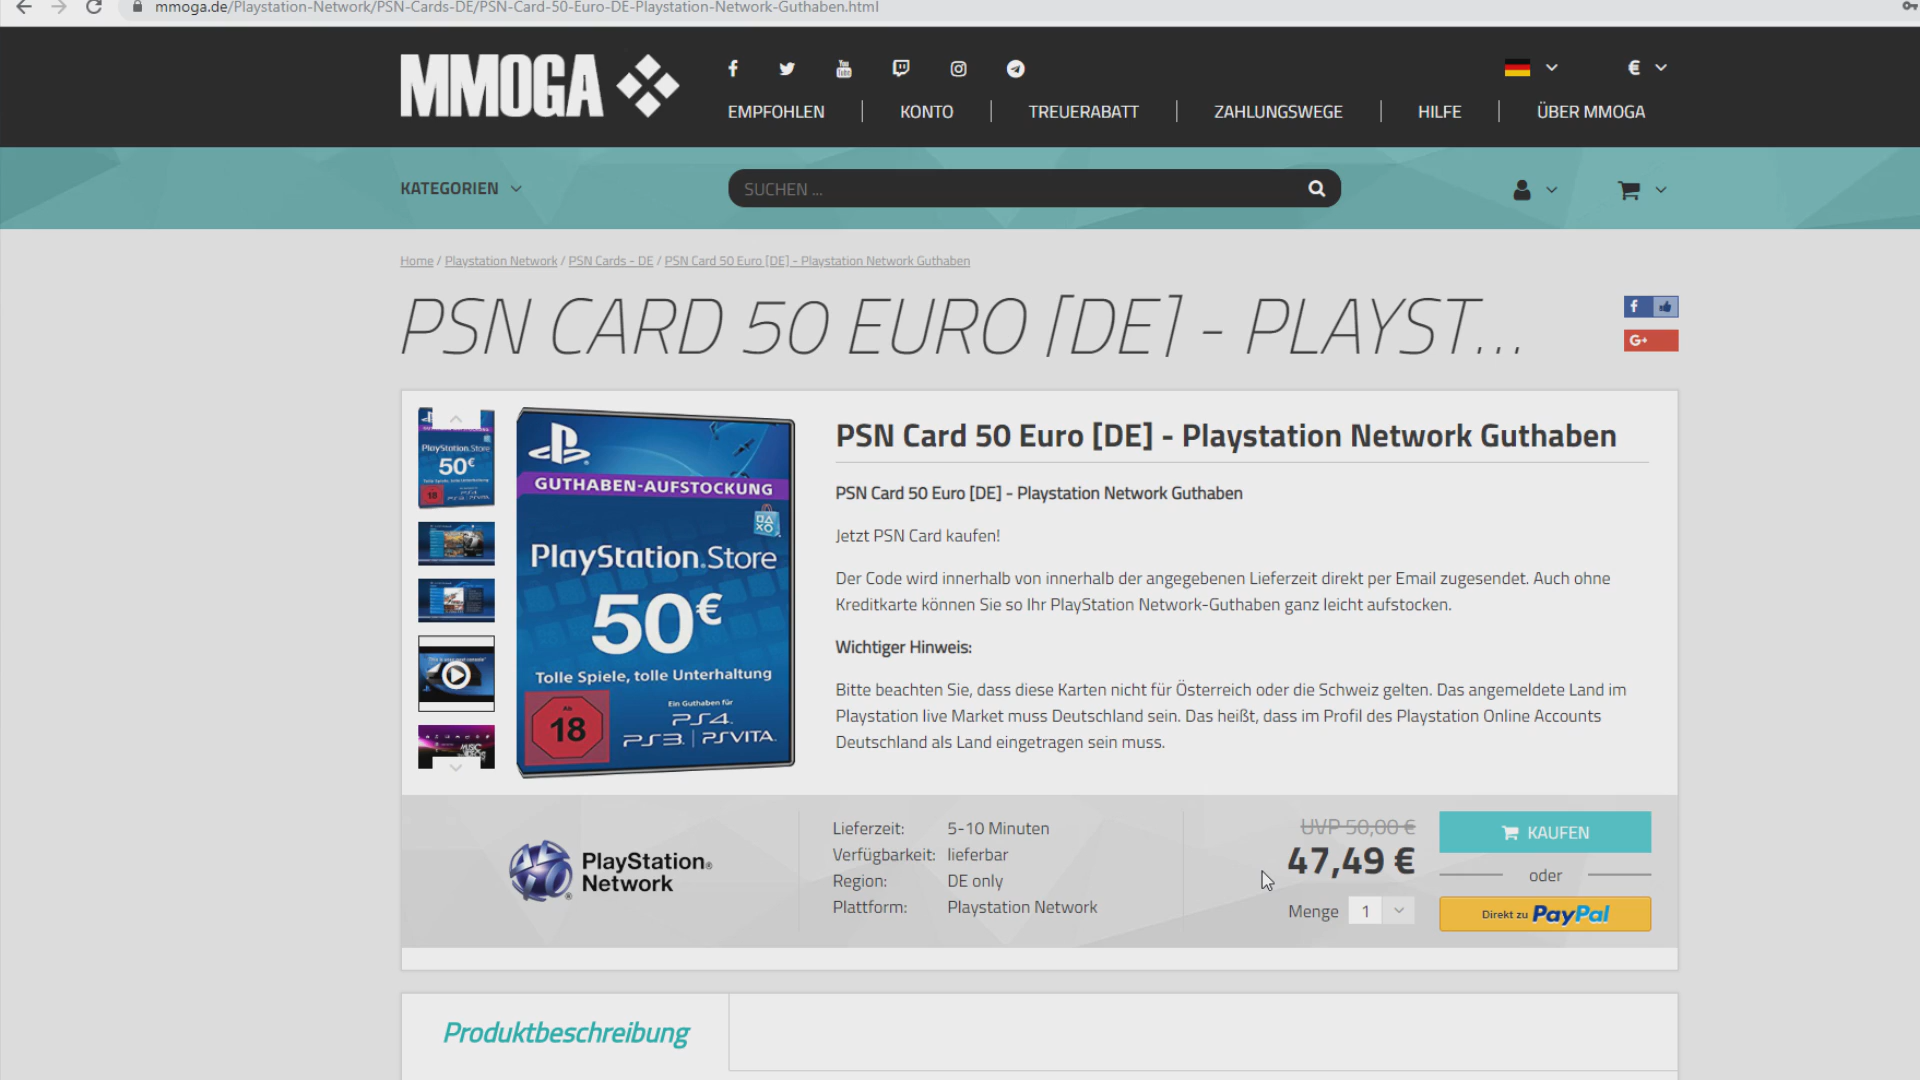 mmoga.de/Playstation-Network/PSN-Cards-DE/PSN-Card-50-Euro-DE-Playstation-Network-Guthaben.html
MMOGA
€
EMPFOHLEN
KONTO
TREUERABATT
ZAHLUNGSWEGE
HILFE
ÜBER MMOGA
KATEGORIEN
SUCHEN ...
Home / Playstation Network / PSN Cards - DE / PSN Card 50 Euro [DE] - Playstation Network Guthaben
PSN CARD 50 EURO [DE] - PLAYST...
PlayStation.Store
50€
18
GUTHABEN-AUFSTOCKUNG
PlayStation.Store
50€
Tolle Spiele, tolle Unterhaltung
Ab
18
Ein Guthaben für
PS4
PS3 | PSVITA
PSN Card 50 Euro [DE] - Playstation Network Guthaben
PSN Card 50 Euro [DE] - Playstation Network Guthaben
Jetzt PSN Card kaufen!
Der Code wird innerhalb von innerhalb der angegebenen Lieferzeit direkt per Email zugesendet. Auch ohne
Kreditkarte können Sie so Ihr PlayStation Network-Guthaben ganz leicht aufstocken.
Wichtiger Hinweis:
Bitte beachten Sie, dass diese Karten nicht für Österreich oder die Schweiz gelten. Das angemeldete Land im
Playstation live Market muss Deutschland sein. Das heißt, dass im Profil des Playstation Online Accounts
Deutschland als Land eingetragen sein muss.
PlayStation®
Network
Lieferzeit: 5-10 Minuten
Verfügbarkeit: lieferbar
Region: DE only
Plattform: Playstation Network
UVP 50,00 €
47,49 €
Menge 1
KAUFEN
oder
Direkt zu PayPal
Produktbeschreibung